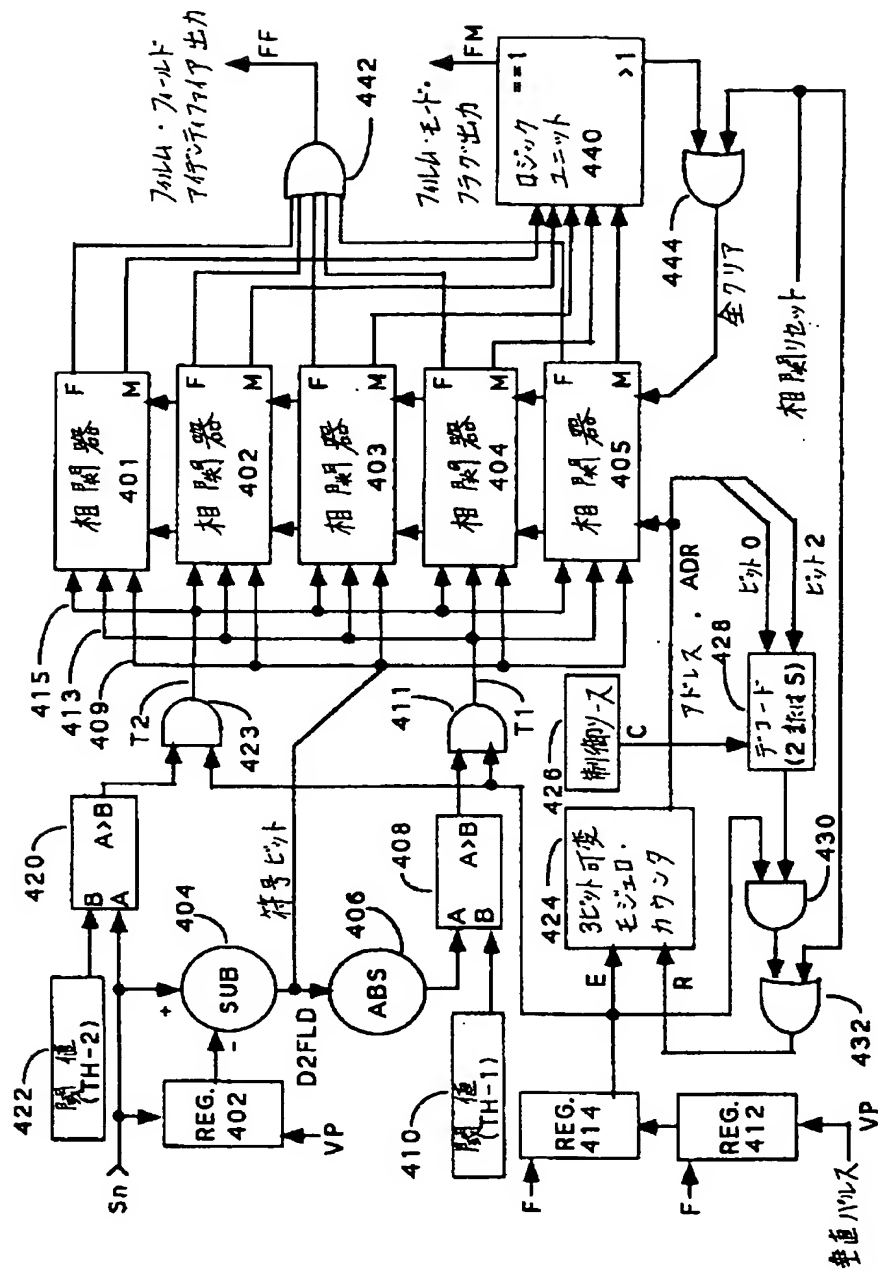 フィルム・フィールド
アイデンティファイア出力
FF
442
フィルム・モード・
フラグ出力
FM
==1
ロジック
ユニット
440
>1
444
全クリア
相関リセット
相関器
401
F
M
相関器
402
F
M
相関器
403
F
M
相関器
404
F
M
相関器
405
F
M
415
413
409
T2
423
411
T1
420
A>B
B
A
422
閾値
(TH-2)
Sn
+
SUB
-
404
符号ビット
REG.
402
VP
D2FLD
ABS
406
408
A>B
A
B
410
閾値
(TH-1)
426
制御ソース
C
アドレス. ADR
ビット0
ビット2
428
デコード
(2または5)
424
3ビット可変
モジュロ・
カウンタ
E
R
430
432
F
REG.
414
F
REG.
412
VP
垂直パルス